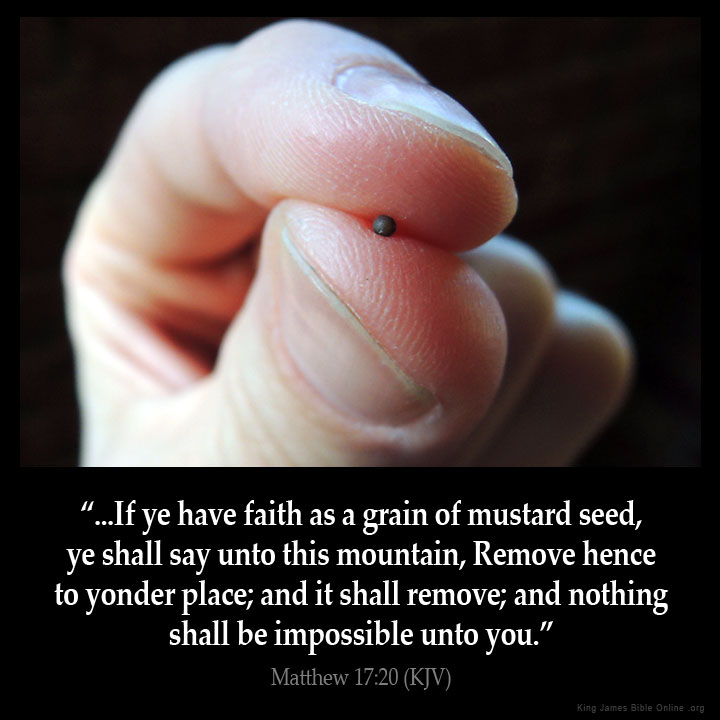 “...If ye have faith as a grain of mustard seed,
ye shall say unto this mountain, Remove hence
to yonder place; and it shall remove; and nothing
shall be impossible unto you.”
Matthew 17:20 (KJV)
King James Bible Online .org